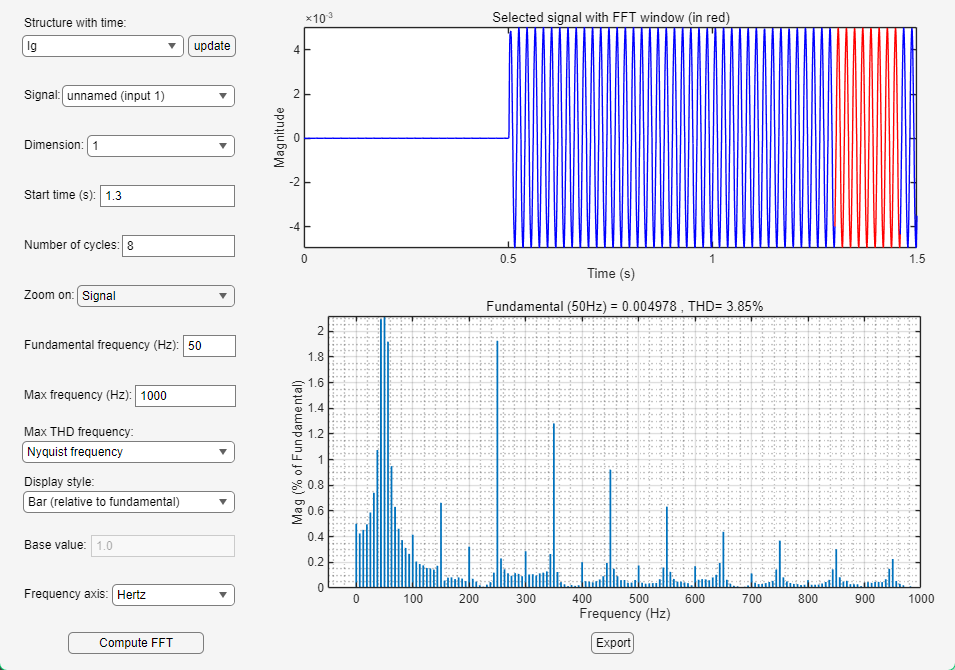 Structure with time:
Ig
update
Signal: unnamed (input 1)
Dimension: 1
Start time (s): 1.3
Number of cycles: 8
Zoom on: Signal
Fundamental frequency (Hz): 50
Max frequency (Hz): 1000
Max THD frequency:
Nyquist frequency
Display style:
Bar (relative to fundamental)
Base value: 1.0
Frequency axis: Hertz
Compute FFT
×10⁻³
Selected signal with FFT window (in red)
Magnitude
4
2
0
-2
-4
0 0.5 1 1.5
Time (s)
Fundamental (50Hz) = 0.004978 , THD= 3.85%
Mag (% of Fundamental)
2
1.8
1.6
1.4
1.2
1
0.8
0.6
0.4
0.2
0
0 100 200 300 400 500 600 700 800 900 1000
Frequency (Hz)
Export